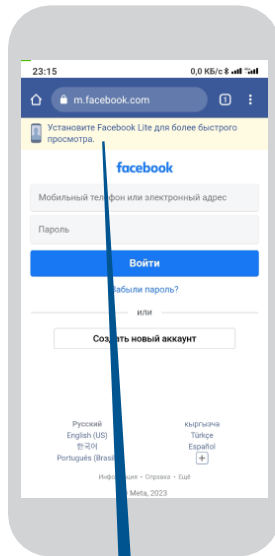 23:15
0,0 КБ/с
m.facebook.com
1
Установите Facebook Lite для более быстрого
просмотра.
facebook
Мобильный телефон или электронный адрес
Пароль
Войти
Забыли пароль?
или
Создать новый аккаунт
Русский
кыргызча
English (US)
Türkçe
한국어
Español
Português (Brasil)
Информация · Справка · Ещё
Meta, 2023